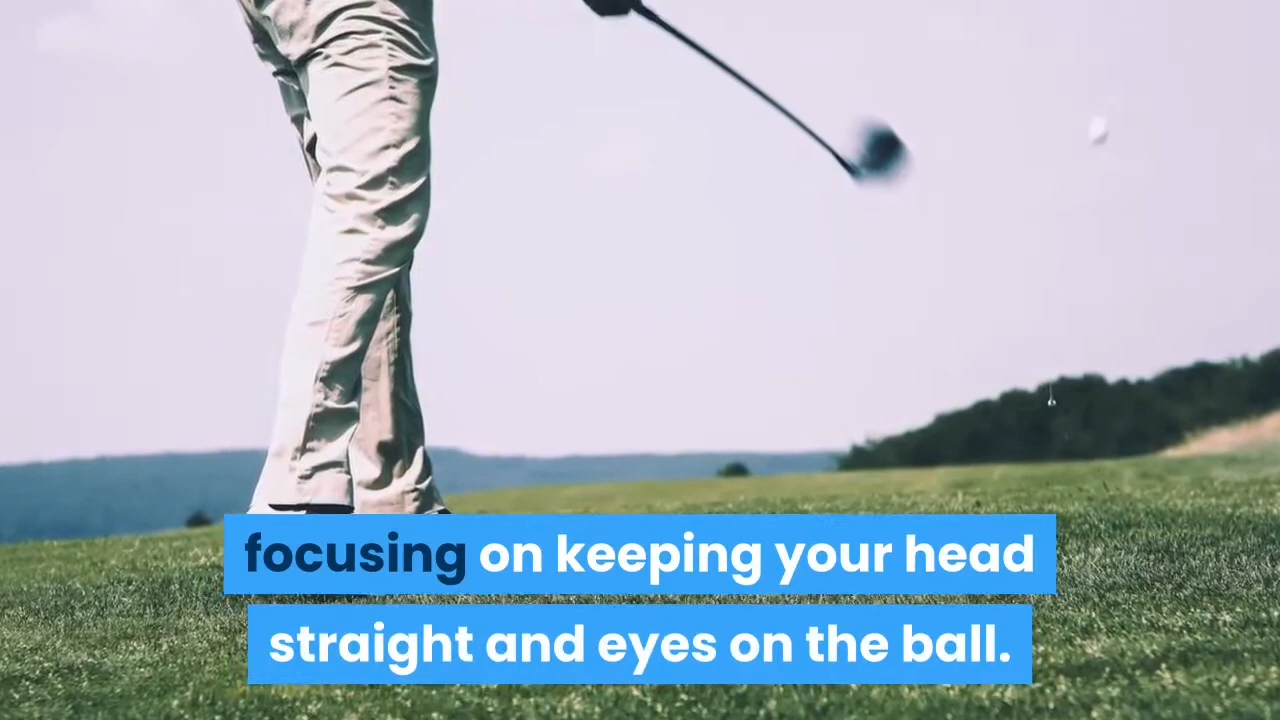 focusing on keeping your head
straight and eyes on the ball.